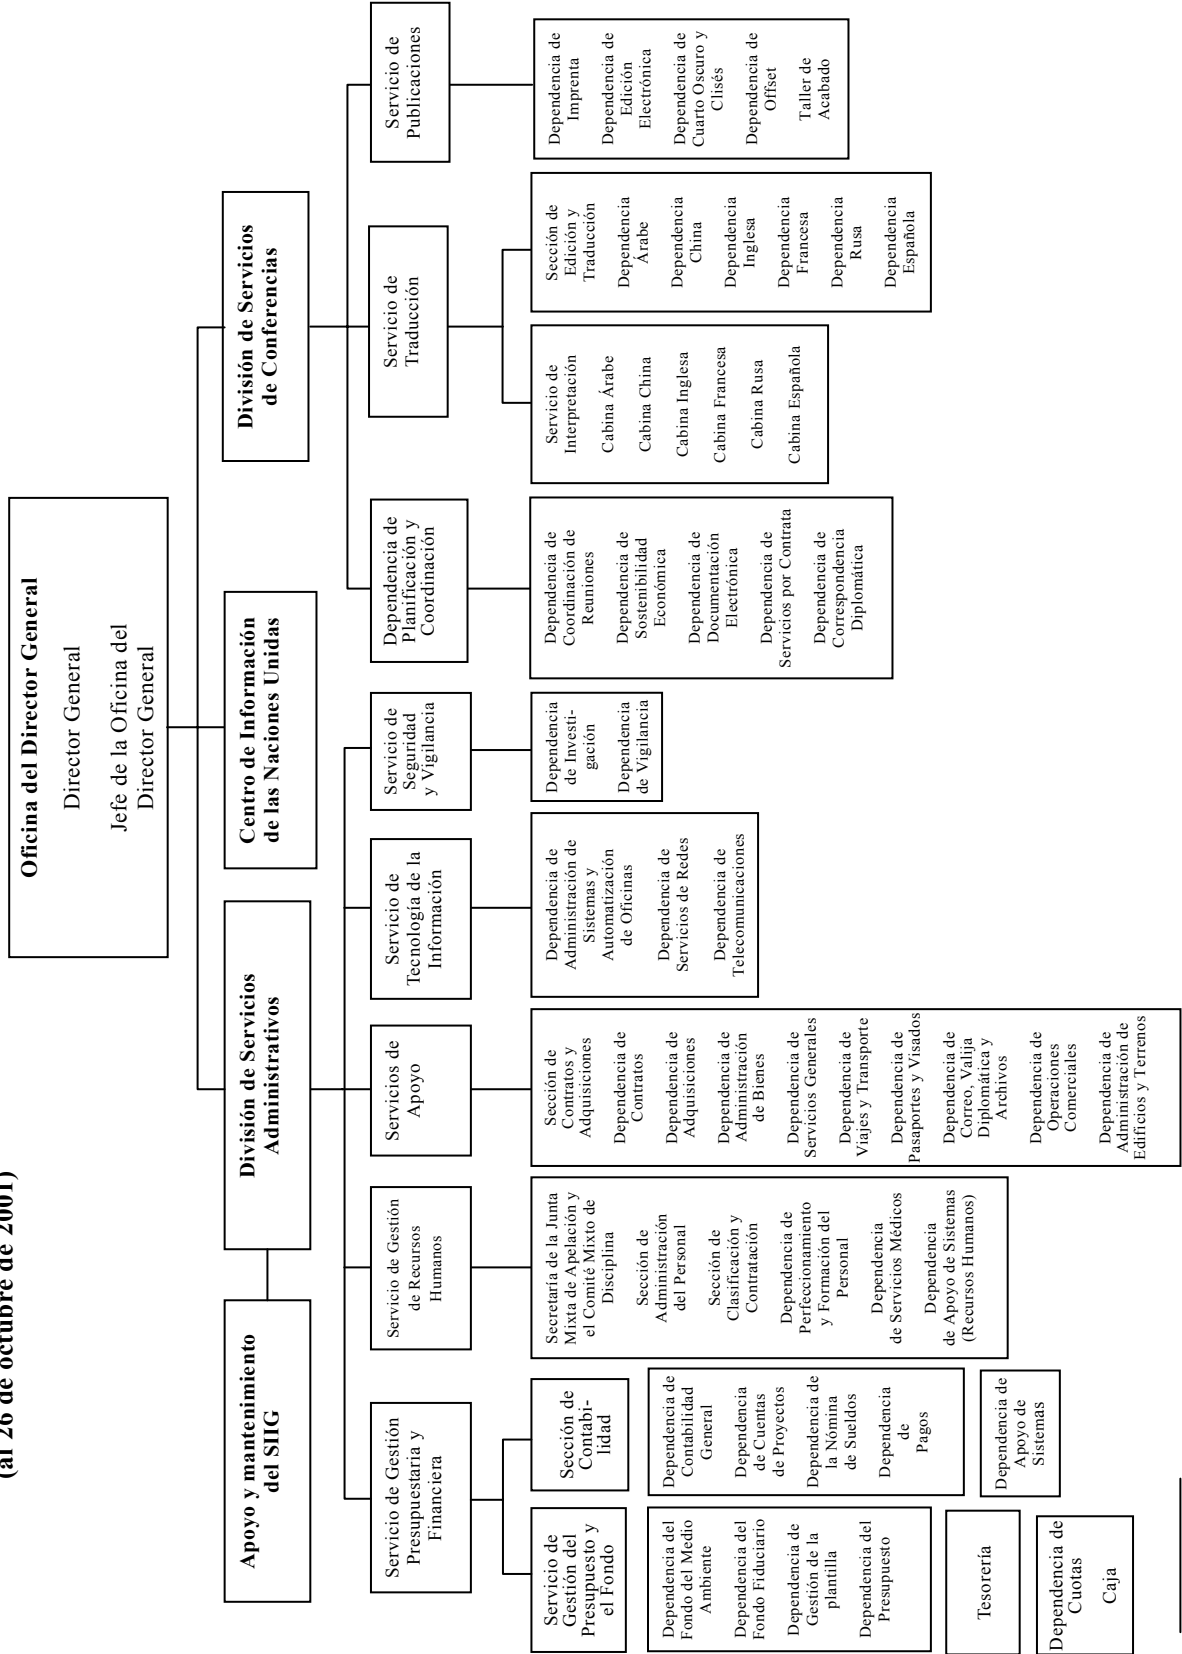 (al 26 de octubre de 2001)
Oficina del Director General
Director General
Jefe de la Oficina del
Director General
Apoyo y mantenimiento
del SIIG
División de Servicios
Administrativos
Centro de Información
de las Naciones Unidas
División de Servicios
de Conferencias
Servicio de Gestión
Presupuestaria y
Financiera
Servicio de Gestión
de Recursos
Humanos
Servicios de
Apoyo
Servicio de
Tecnología de la
Información
Servicio de
Seguridad
y Vigilancia
Dependencia de
Planificación y
Coordinación
Servicio de
Traducción
Servicio de
Publicaciones
Servicio de
Gestión del
Presupuesto y
el Fondo
Dependencia del
Fondo del Medio
Ambiente
Dependencia del
Fondo Fiduciario
Dependencia de
Gestión de la
plantilla
Dependencia del
Presupuesto
Tesorería
Dependencia de
Cuotas
Caja
Sección de
Contabi-
lidad
Dependencia de
Contabilidad
General
Dependencia
de Cuentas
de Proyectos
Dependencia de
la Nómina
de Sueldos
Dependencia
de
Pagos
Dependencia de
Apoyo de
Sistemas
Secretaría de la Junta
Mixta de Apelación y
el Comité Mixto de
Disciplina
Sección de
Administración
del Personal
Sección de
Clasificación y
Contratación
Dependencia de
Perfeccionamiento
y Formación del
Personal
Dependencia
de Servicios Médicos
Dependencia
de Apoyo de Sistemas
(Recursos Humanos)
Sección de
Contratos y
Adquisiciones
Dependencia de
Contratos
Dependencia de
Adquisiciones
Dependencia de
Administración
de Bienes
Dependencia de
Servicios Generales
Dependencia de
Viajes y Transporte
Dependencia de
Pasaportes y Visados
Dependencia de
Correo, Valija
Diplomática y
Archivos
Dependencia de
Operaciones
Comerciales
Dependencia de
Administración de
Edificios y Terrenos
Dependencia de
Administración de
Sistemas y
Automatización
de Oficinas
Dependencia de
Servicios de Redes
Dependencia de
Telecomunicaciones
Dependencia
de Investi-
gación
Dependencia
de Vigilancia
Dependencia de
Coordinación de
Reuniones
Dependencia de
Sostenibilidad
Económica
Dependencia de
Documentación
Electrónica
Dependencia de
Servicios por Contrata
Dependencia de
Correspondencia
Diplomática
Servicio de
Interpretación
Cabina Árabe
Cabina China
Cabina Inglesa
Cabina Francesa
Cabina Rusa
Cabina Española
Sección de
Edición y
Traducción
Dependencia
Árabe
Dependencia
China
Dependencia
Inglesa
Dependencia
Francesa
Dependencia
Rusa
Dependencia
Española
Dependencia de
Imprenta
Dependencia de
Edición
Electrónica
Dependencia de
Cuarto Oscuro y
Clisés
Dependencia de
Offset
Taller de
Acabado